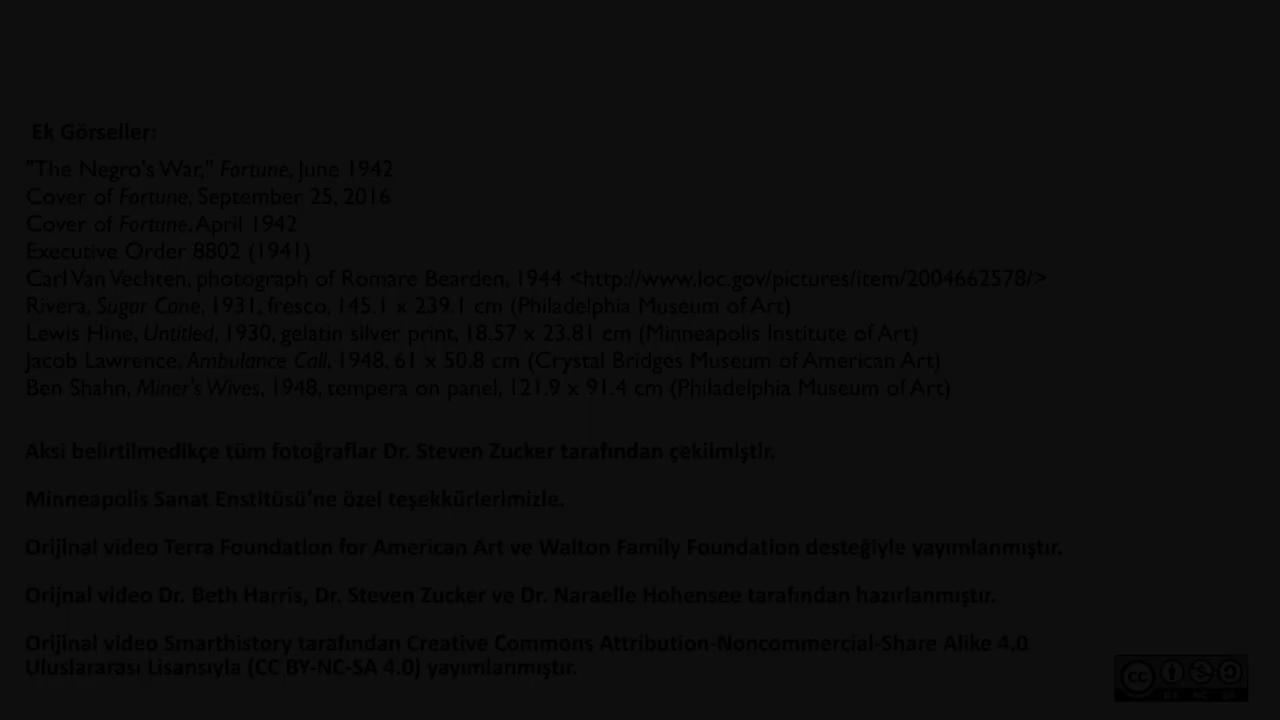 Ek Görseller:
"The Negro's War," Fortune, June 1942
Cover of Fortune, September 25, 2016
Cover of Fortune, April 1942
Executive Order 8802 (1941)
Carl Van Vechten, photograph of Romare Bearden, 1944 <http://www.loc.gov/pictures/item/2004662578/>
Rivera, Sugar Cane, 1931, fresco, 145.1 x 239.1 cm (Philadelphia Museum of Art)
Lewis Hine, Untitled, 1930, gelatin silver print, 18.57 x 23.81 cm (Minneapolis Institute of Art)
Jacob Lawrence, Ambulance Call, 1948, 61 x 50.8 cm (Crystal Bridges Museum of American Art)
Ben Shahn, Miner's Wives, 1948, tempera on panel, 121.9 x 91.4 cm (Philadelphia Museum of Art)
Aksi belirtilmedikçe tüm fotoğraflar Dr. Steven Zucker tarafından çekilmiştir.
Minneapolis Sanat Enstitüsü'ne özel teşekkürlerimizle.
Orijinal video Terra Foundation for American Art ve Walton Family Foundation desteğiyle yayımlanmıştır.
Orijnal video Dr. Beth Harris, Dr. Steven Zucker ve Dr. Naraelle Hohensee tarafından hazırlanmıştır.
Orijinal video Smarthistory tarafından Creative Commons Attribution-Noncommercial-Share Alike 4.0
Uluslararası Lisansıyla (CC BY-NC-SA 4.0) yayımlanmıştır.
cc
BY NC SA